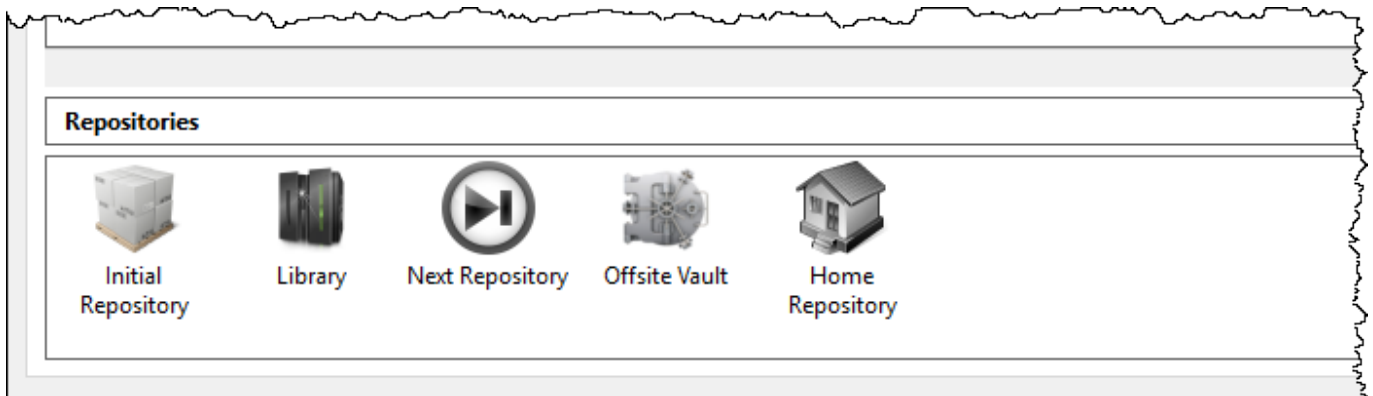 Repositories
Initial
Repository
Library
Next Repository
Offsite Vault
Home
Repository